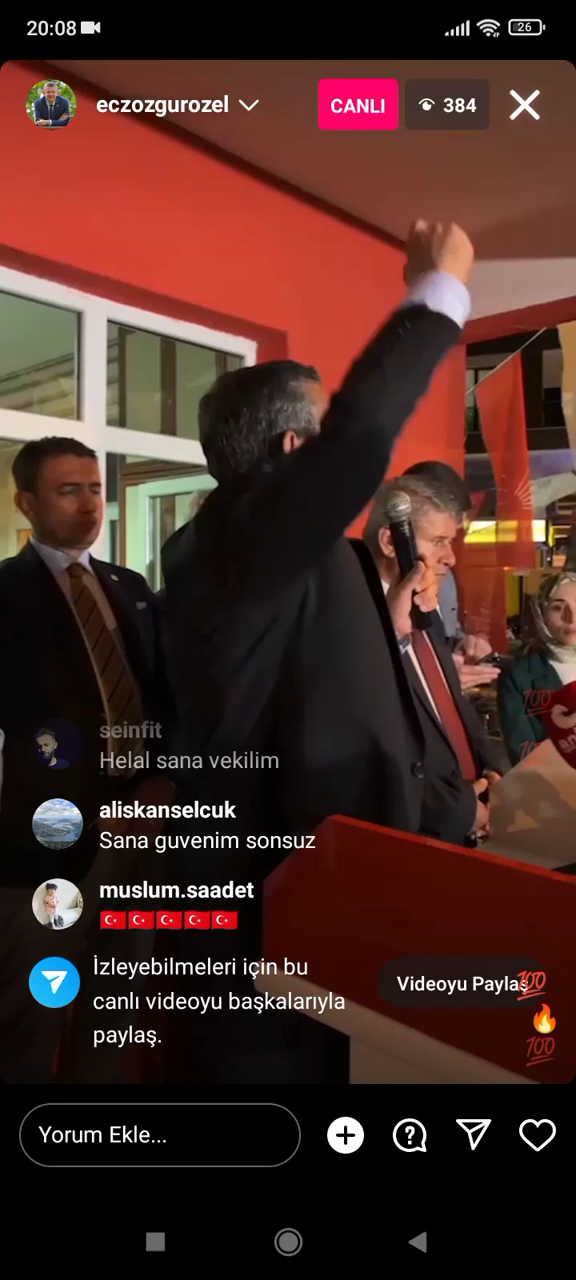 20:08
26
eczozgurozel
CANLI
384
seinfit
Helal sana vekilim
aliskanselcuk
Sana guvenim sonsuz
muslum.saadet
İzleyebilmeleri için bu
canlı videoyu başkalarıyla
paylaş.
Videoyu Paylaş
Yorum Ekle...